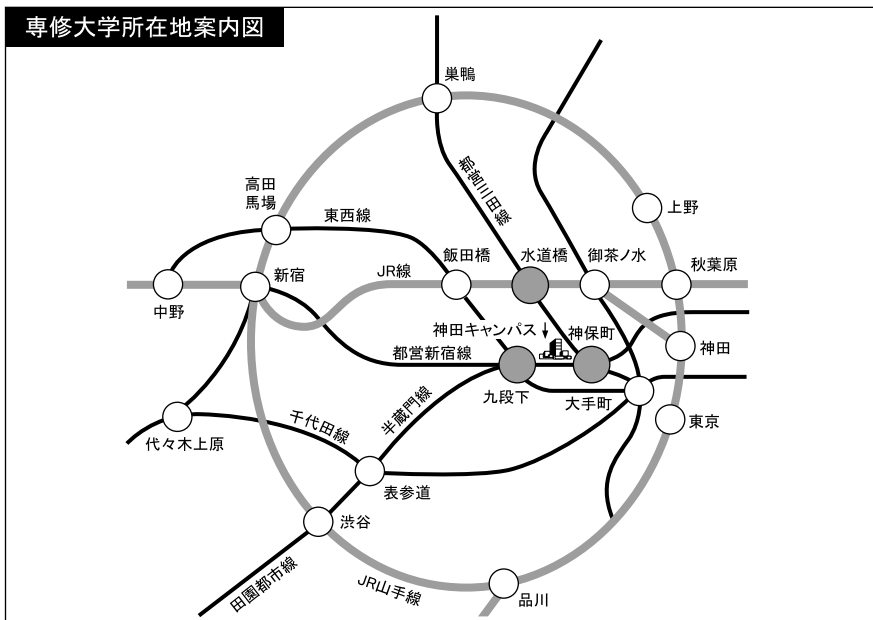 専修大学所在地案内図
巣鴨
都営三田線
高田
馬場
上野
東西線
飯田橋
水道橋
御茶ノ水
秋葉原
新宿
JR線
中野
神田キャンパス
神保町
神田
都営新宿線
九段下
大手町
半蔵門線
千代田線
東京
代々木上原
表参道
渋谷
田園都市線
JR山手線
品川